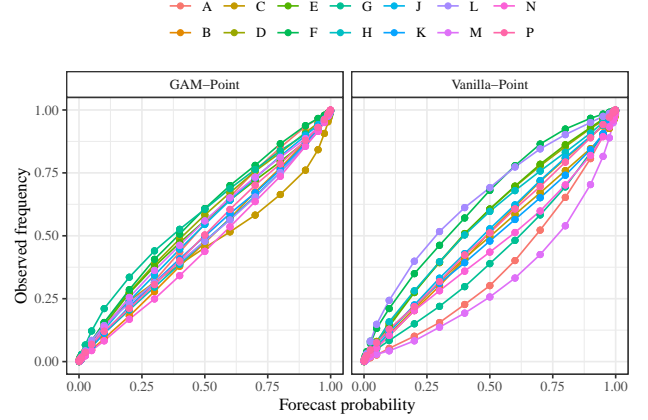 A C E G J L N
B D F H K M P
GAM−Point Vanilla−Point
1.00
0.75
0.50
0.25
0.00
0.00 0.25 0.50 0.75 1.00 0.00 0.25 0.50 0.75 1.00
Forecast probability
Observed frequency